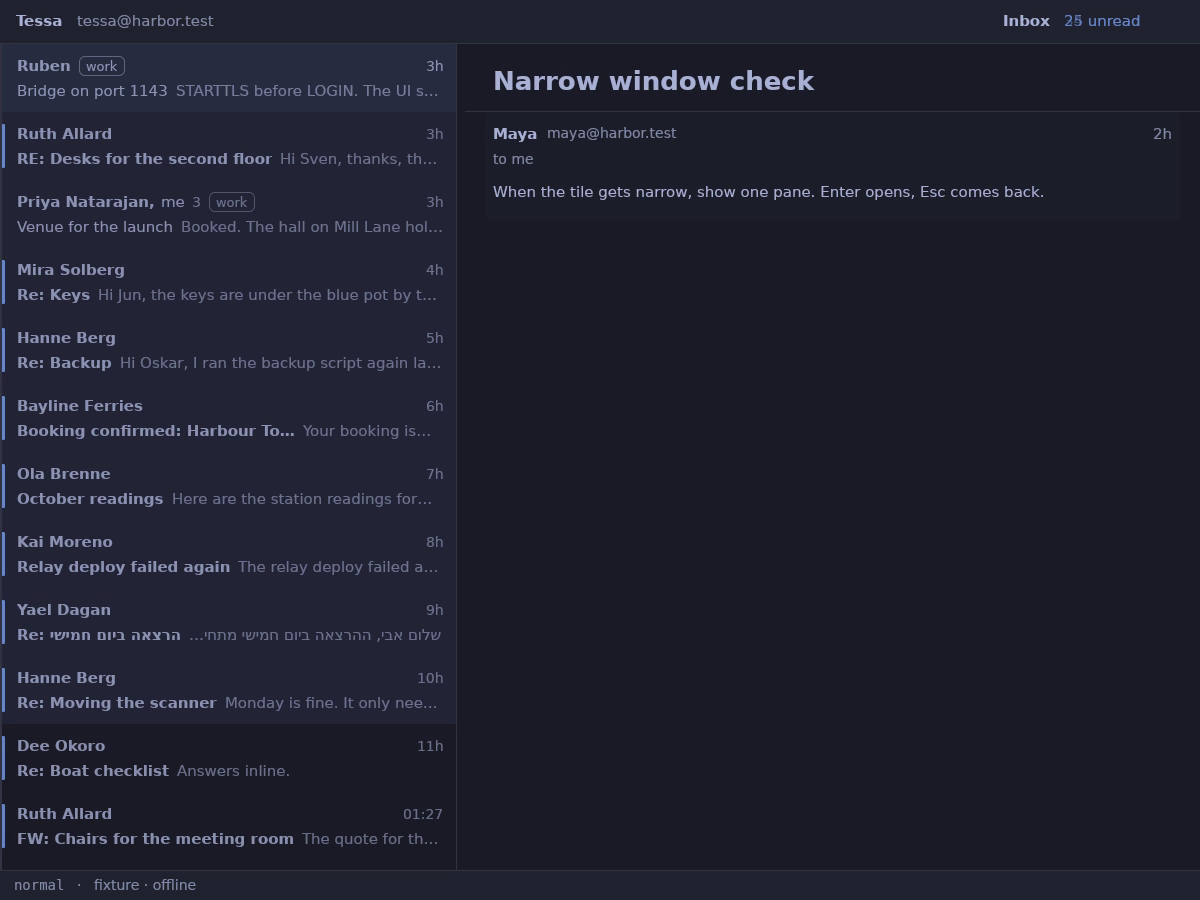 Tessa tessa@harbor.test Inbox 25 unread
Ruben work 3h
Bridge on port 1143 STARTTLS before LOGIN. The UI s…
Ruth Allard 3h
RE: Desks for the second floor Hi Sven, thanks, th…
Priya Natarajan, me 3 work 3h
Venue for the launch Booked. The hall on Mill Lane hol…
Mira Solberg 4h
Re: Keys Hi Jun, the keys are under the blue pot by t…
Hanne Berg 5h
Re: Backup Hi Oskar, I ran the backup script again la…
Bayline Ferries 6h
Booking confirmed: Harbour To… Your booking is…
Ola Brenne 7h
October readings Here are the station readings for…
Kai Moreno 8h
Relay deploy failed again The relay deploy failed a…
Yael Dagan 9h
Re: הרצאה ביום חמישי שלום אבי, ההרצאה ביום חמישי מתחי…
Hanne Berg 10h
Re: Moving the scanner Monday is fine. It only nee…
Dee Okoro 11h
Re: Boat checklist Answers inline.
Ruth Allard 01:27
FW: Chairs for the meeting room The quote for th…
Narrow window check
Maya maya@harbor.test 2h
to me
When the tile gets narrow, show one pane. Enter opens, Esc comes back.
normal · fixture · offline